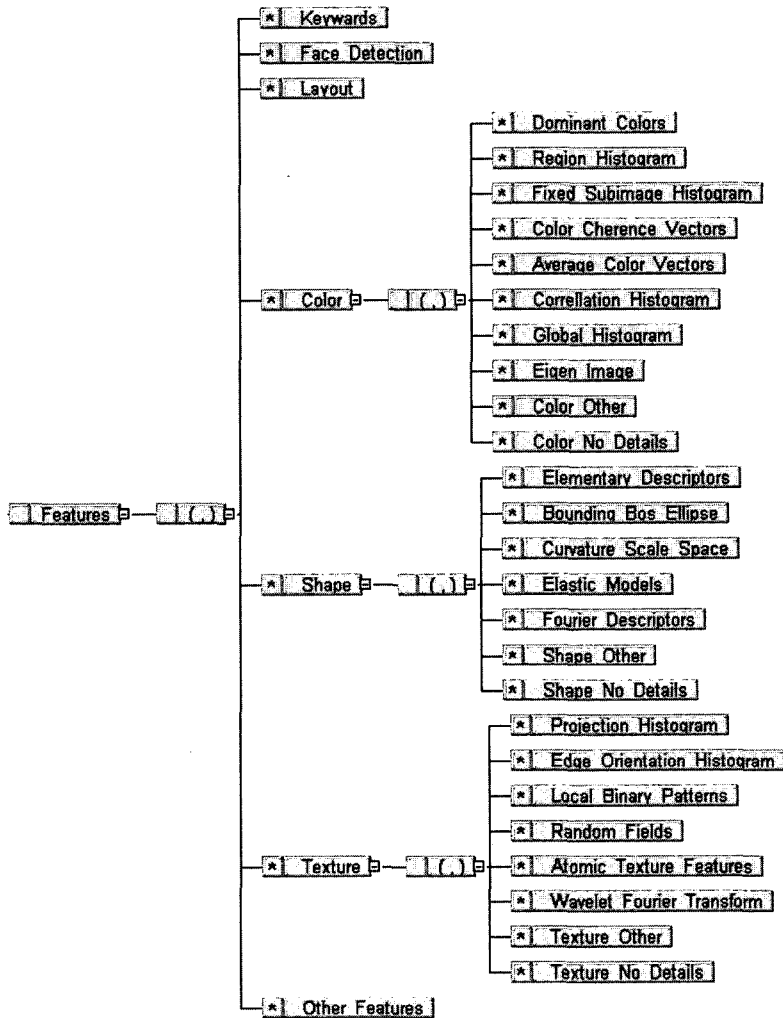 * Keywards
* Face Detection
* Layout
* Dominant Colors
* Region Histogram
* Fixed Subimage Histogram
* Color Cherence Vectors
* Average Color Vectors
* Color (,) * Correllation Histogram
* Global Histogram
* Eigen Image
* Color Other
* Color No Details
* Elementary Descriptors
Features (,) * Bounding Bos Ellipse
* Curvature Scale Space
* Shape (,) * Elastic Models
* Fourier Descriptors
* Shape Other
* Shape No Details
* Projection Histogram
* Edge Orientation Histogram
* Local Binary Patterns
* Random Fields
* Texture (,) * Atomic Texture Features
* Wavelet Fourier Transform
* Texture Other
* Texture No Details
* Other Features